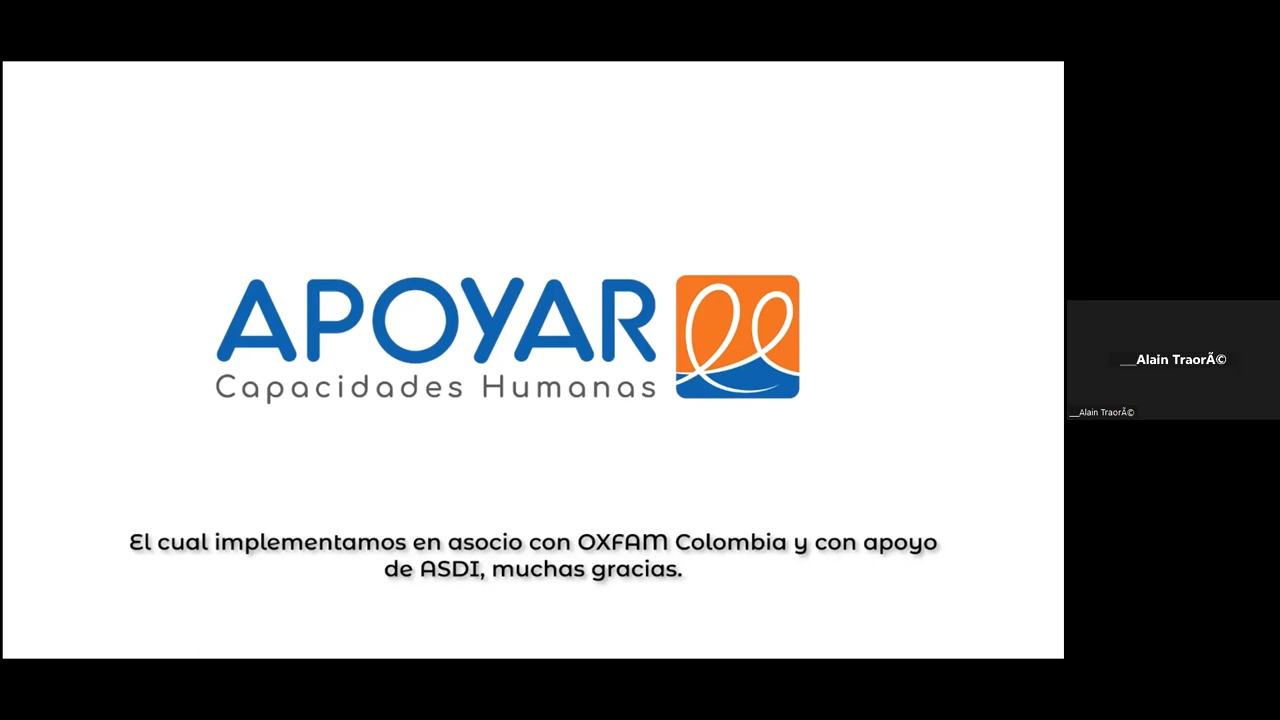 APOYAR
Capacidades Humanas
El cual implementamos en asocio con OXFAM Colombia y con apoyo
de ASDI, muchas gracias.
__Alain TraorÃ©
__Alain TraorÃ©